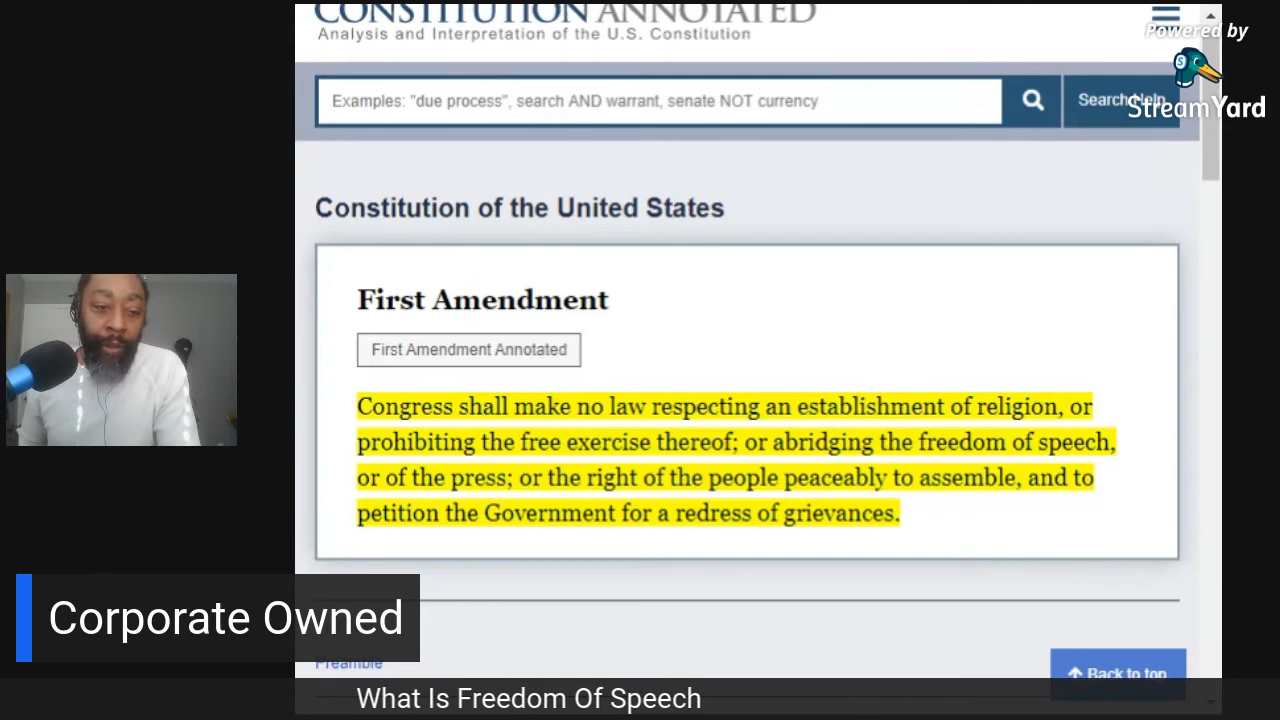 CONSTITUTION ANNOTATED
Analysis and Interpretation of the U.S. Constitution
Powered by
StreamYard
Examples: "due process", search AND warrant, senate NOT currency
Search Help
Constitution of the United States
First Amendment
First Amendment Annotated
Congress shall make no law respecting an establishment of religion, or
prohibiting the free exercise thereof; or abridging the freedom of speech,
or of the press; or the right of the people peaceably to assemble, and to
petition the Government for a redress of grievances.
Corporate Owned
Preamble
Back to top
What Is Freedom Of Speech